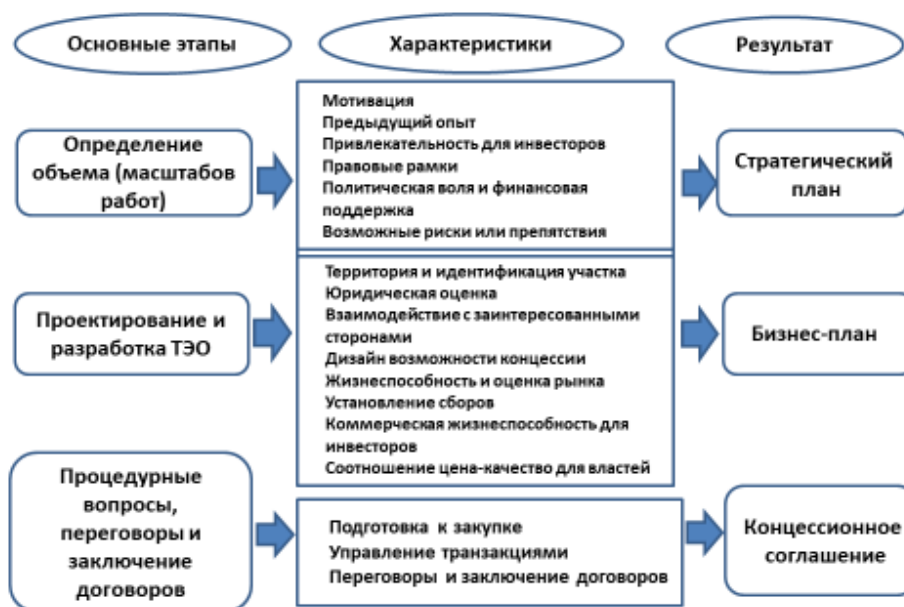 Основные этапы
Характеристики
Результат
Определение
объема (масштабов
работ)
Мотивация
Предыдущий опыт
Привлекательность для инвесторов
Правовые рамки
Политическая воля и финансовая
поддержка
Возможные риски или препятствия
Стратегический
план
Проектирование и
разработка ТЭО
Территория и идентификация участка
Юридическая оценка
Взаимодействие с заинтересованными
сторонами
Дизайн возможности концессии
Жизнеспособность и оценка рынка
Установление сборов
Коммерческая жизнеспособность для
инвесторов
Соотношение цена-качество для властей
Бизнес-план
Процедурные
вопросы,
переговоры и
заключение
договоров
Подготовка к закупке
Управление транзакциями
Переговоры и заключение договоров
Концессионное
соглашение